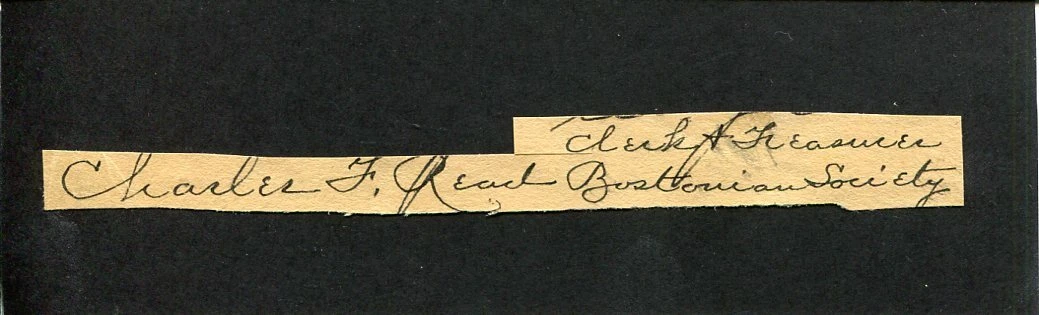 Clerk & Treasurer
Charles F. Read Bostonian Society